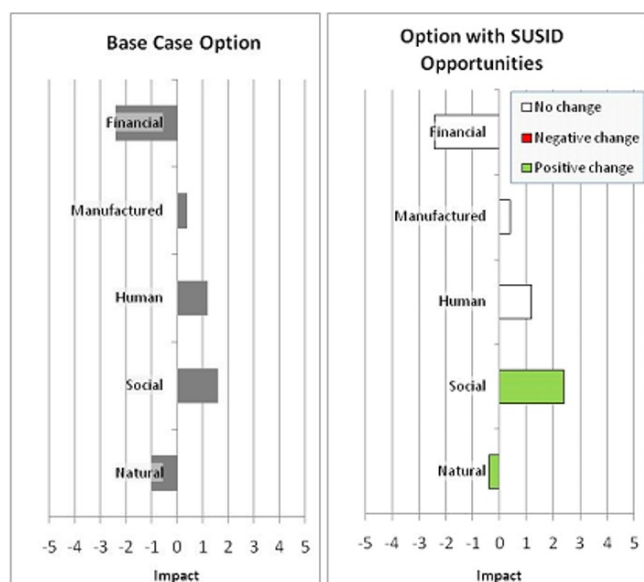 Base Case Option
Financial
Manufactured
Human
Social
Natural
-5 -4 -3 -2 -1 0 1 2 3 4 5
Impact
Option with SUSID
Opportunities
No change
Negative change
Positive change
Financial
Manufactured
Human
Social
Natural
-5 -4 -3 -2 -1 0 1 2 3 4 5
Impact